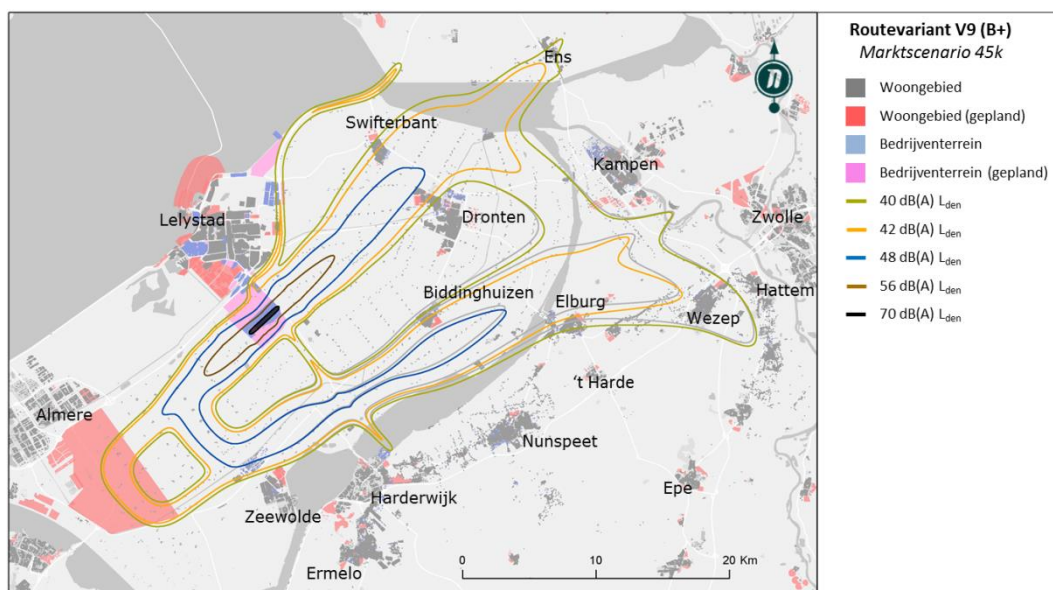 Routevariant V9 (B+)
Marktscenario 45k
Woongebied
Woongebied (gepland)
Bedrijventerrein
Bedrijventerrein (gepland)
40 dB(A) Lden
42 dB(A) Lden
48 dB(A) Lden
56 dB(A) Lden
70 dB(A) Lden
Ens
Swifterbant
Kampen
Lelystad
Dronten
Zwolle
Hattem
Biddinghuizen
Elburg
Wezep
't Harde
Almere
Nunspeet
Epe
Harderwijk
Zeewolde
Ermelo
0 10 20 Km